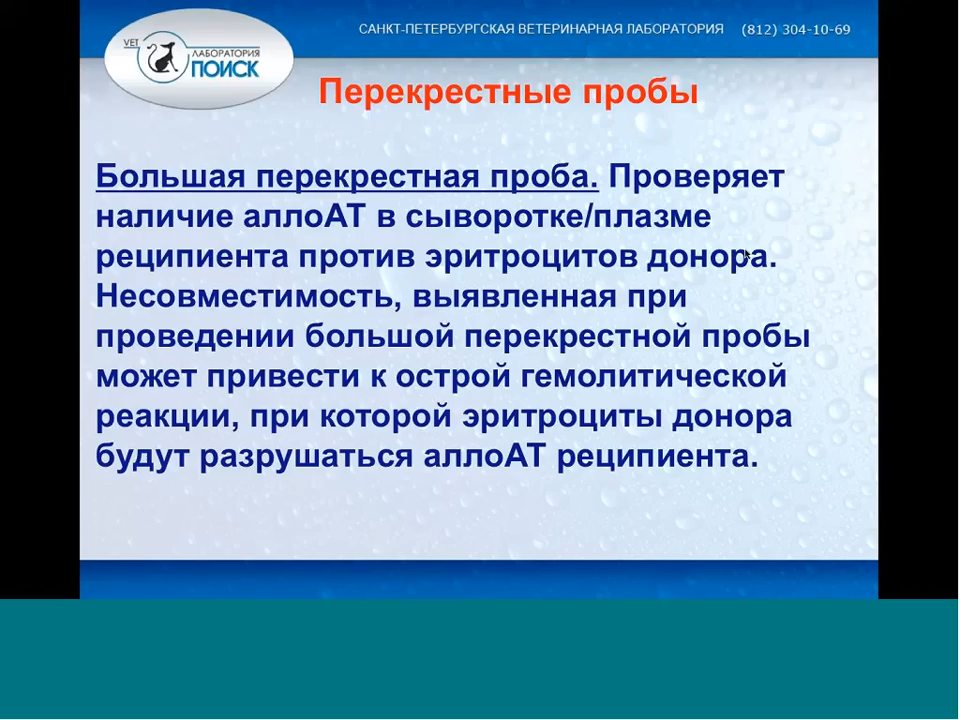 САНКТ-ПЕТЕРБУРГСКАЯ ВЕТЕРИНАРНАЯ ЛАБОРАТОРИЯ (812) 304-10-69
VET
ЛАБОРАТОРИЯ
ПОИСК
Перекрестные пробы
Большая перекрестная проба. Проверяет
наличие аллоАТ в сыворотке/плазме
реципиента против эритроцитов донора.
Несовместимость, выявленная при
проведении большой перекрестной пробы
может привести к острой гемолитической
реакции, при которой эритроциты донора
будут разрушаться аллоАТ реципиента.